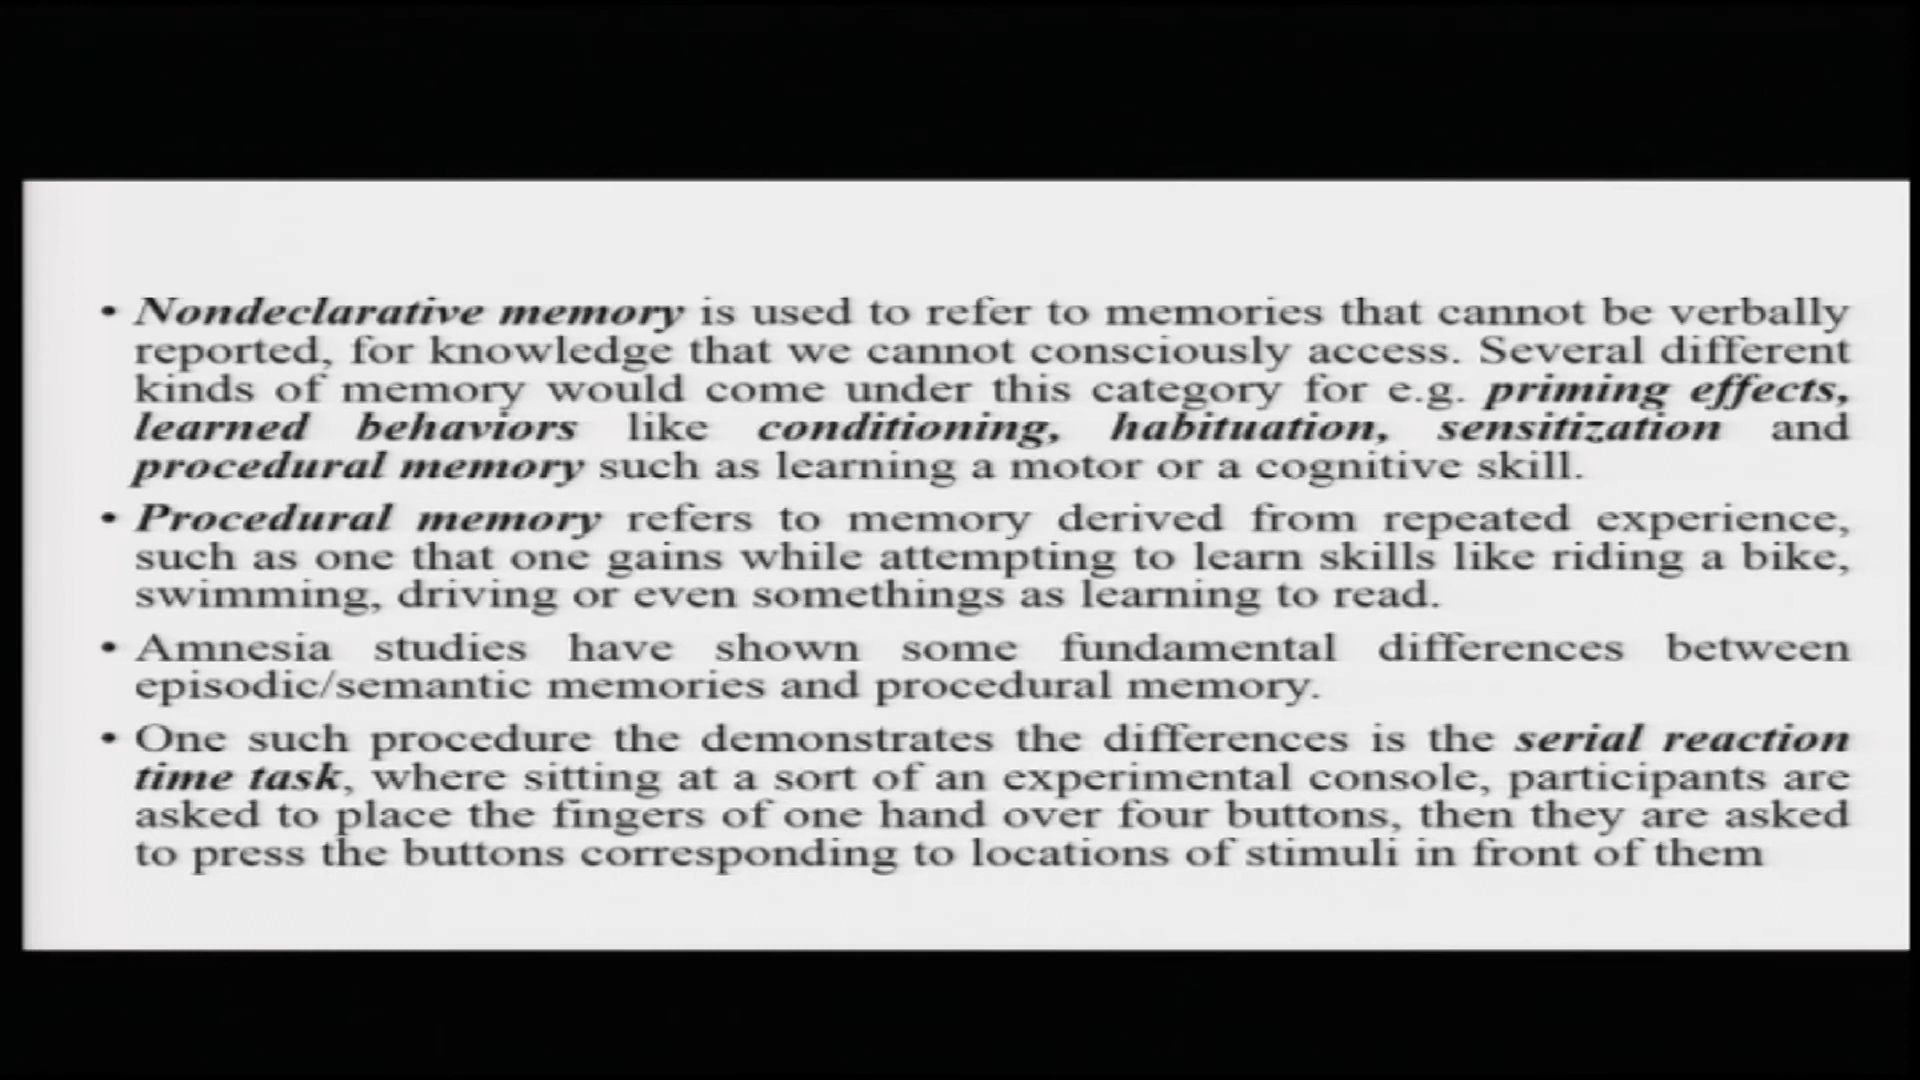 • Nondeclarative memory is used to refer to memories that cannot be verbally
reported, for knowledge that we cannot consciously access. Several different
kinds of memory would come under this category for e.g. priming effects,
learned behaviors like conditioning, habituation, sensitization and
procedural memory such as learning a motor or a cognitive skill.
• Procedural memory refers to memory derived from repeated experience,
such as one that one gains while attempting to learn skills like riding a bike,
swimming, driving or even somethings as learning to read.
• Amnesia studies have shown some fundamental differences between
episodic/semantic memories and procedural memory.
• One such procedure the demonstrates the differences is the serial reaction
time task, where sitting at a sort of an experimental console, participants are
asked to place the fingers of one hand over four buttons, then they are asked
to press the buttons corresponding to locations of stimuli in front of them